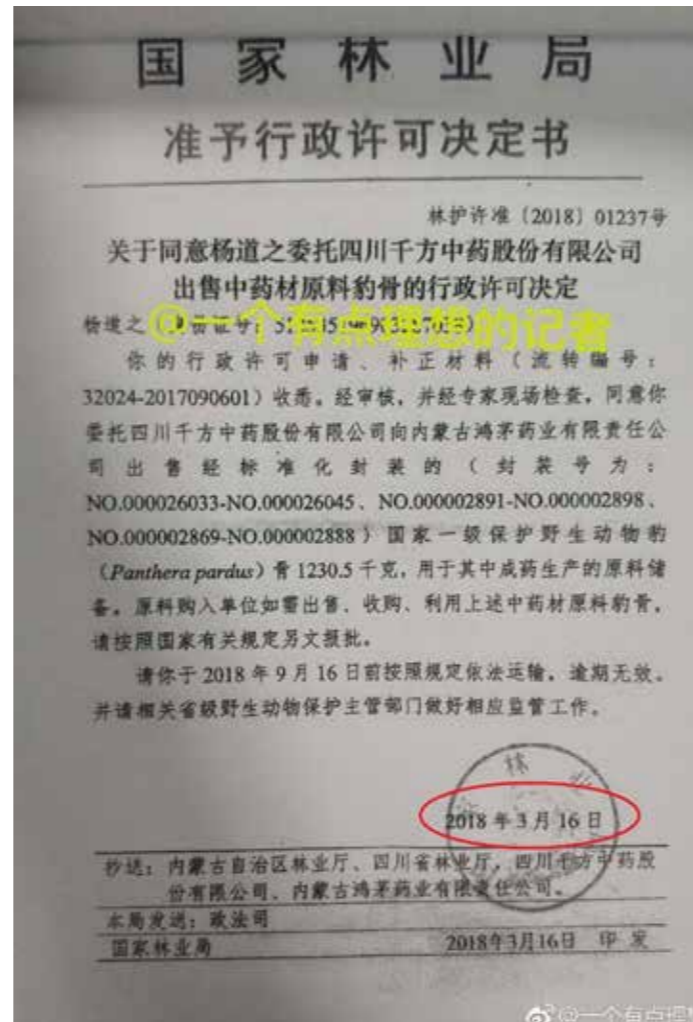 国家林业局
准予行政许可决定书
林护许准〔2018〕01237号
关于同意杨道之委托四川千方中药股份有限公司
出售中药材原料豹骨的行政许可决定
杨道之
@一个有点理想的记者
你的行政许可申请、补正材料（流转编号：
32024-2017090601）收悉。经审核，并经专家现场检查，同意你
委托四川千方中药股份有限公司向内蒙古鸿茅药业有限责任公
司出售经标准化封装的（封装号为：
NO.000026033-NO.000026045、NO.000002891-NO.000002898、
NO.000002869-NO.000002888）国家一级保护野生动物豹
（Panthera pardus）骨1230.5千克，用于其中成药生产的原料储
备。原料购入单位如需出售、收购、利用上述中药材原料豹骨，
请按照国家有关规定另文报批。
请你于2018年9月16日前按照规定依法运输，逾期无效。
并请相关省级野生动物保护主管部门做好相应监管工作。
林业
2018年3月16日
抄送：内蒙古自治区林业厅、四川省林业厅，四川千方中药股
份有限公司、内蒙古鸿茅药业有限责任公司。
本局发送：政法司
国家林业局 2018年3月16日 印发
@一个有点理